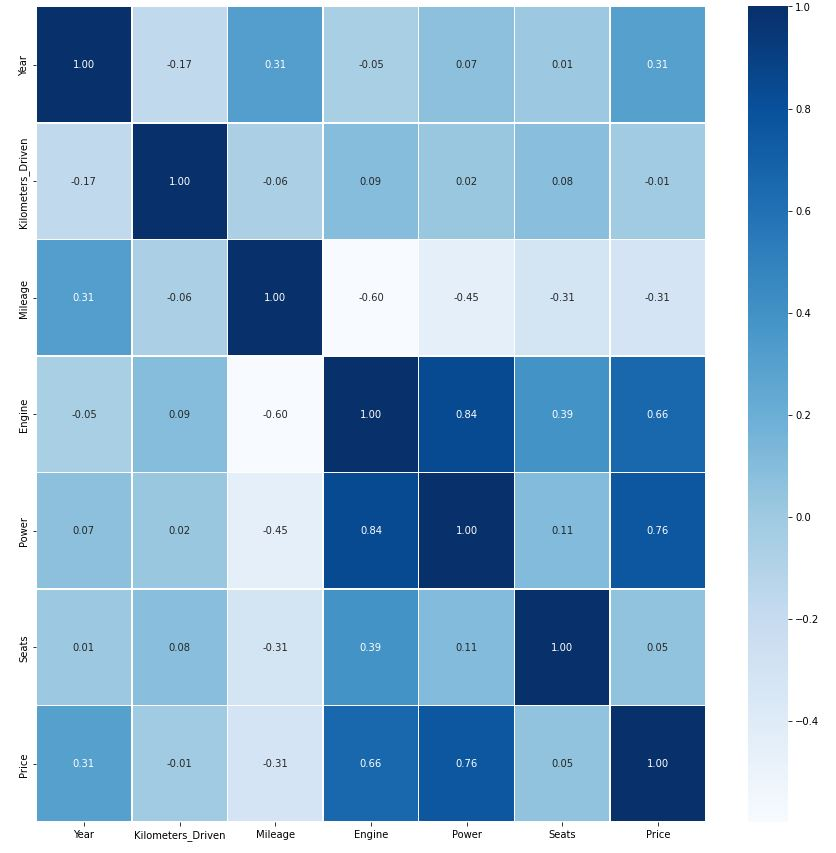 1.0
Year 1.00 -0.17 0.31 -0.05 0.07 0.01 0.31
0.8
Kilometers_Driven -0.17 1.00 -0.06 0.09 0.02 0.08 -0.01
0.6
Mileage 0.31 -0.06 1.00 -0.60 -0.45 -0.31 -0.31
0.4
Engine -0.05 0.09 -0.60 1.00 0.84 0.39 0.66
0.2
0.0
Power 0.07 0.02 -0.45 0.84 1.00 0.11 0.76
−0.2
Seats 0.01 0.08 -0.31 0.39 0.11 1.00 0.05
−0.4
Price 0.31 -0.01 -0.31 0.66 0.76 0.05 1.00
Year Kilometers_Driven Mileage Engine Power Seats Price